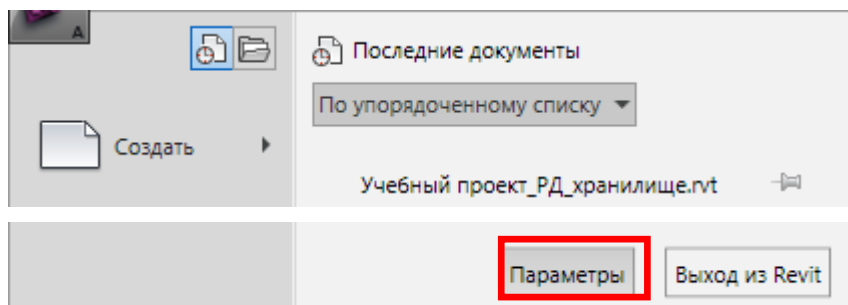 A
Последние документы
По упорядоченному списку
Создать
Учебный проект_РД_хранилище.rvt
Параметры
Выход из Revit